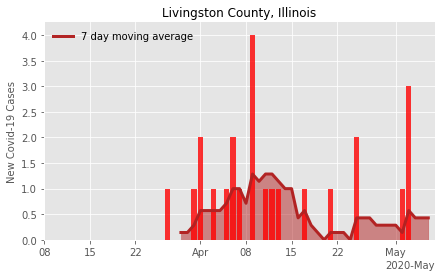 Livingston County, Illinois
7 day moving average
New Covid-19 Cases
4.0
3.5
3.0
2.5
2.0
1.5
1.0
0.5
0.0
08 15 22 Apr 08 15 22 May
2020-May